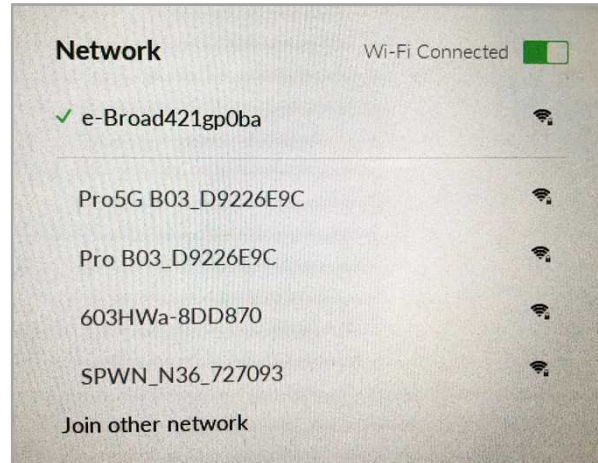 Network Wi-Fi Connected
e-Broad421gp0ba
Pro5G B03_D9226E9C
Pro B03_D9226E9C
603HWa-8DD870
SPWN_N36_727093
Join other network